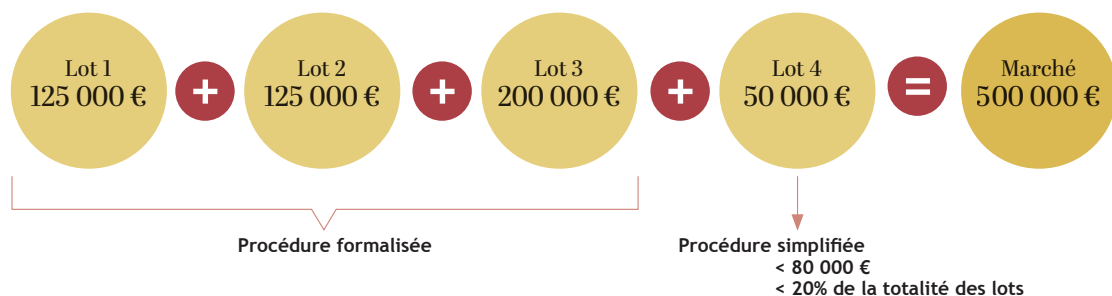 Lot 1
125 000 €
+
Lot 2
125 000 €
+
Lot 3
200 000 €
+
Lot 4
50 000 €
=
Marché
500 000 €
Procédure formalisée
Procédure simplifiée
< 80 000 €
< 20% de la totalité des lots